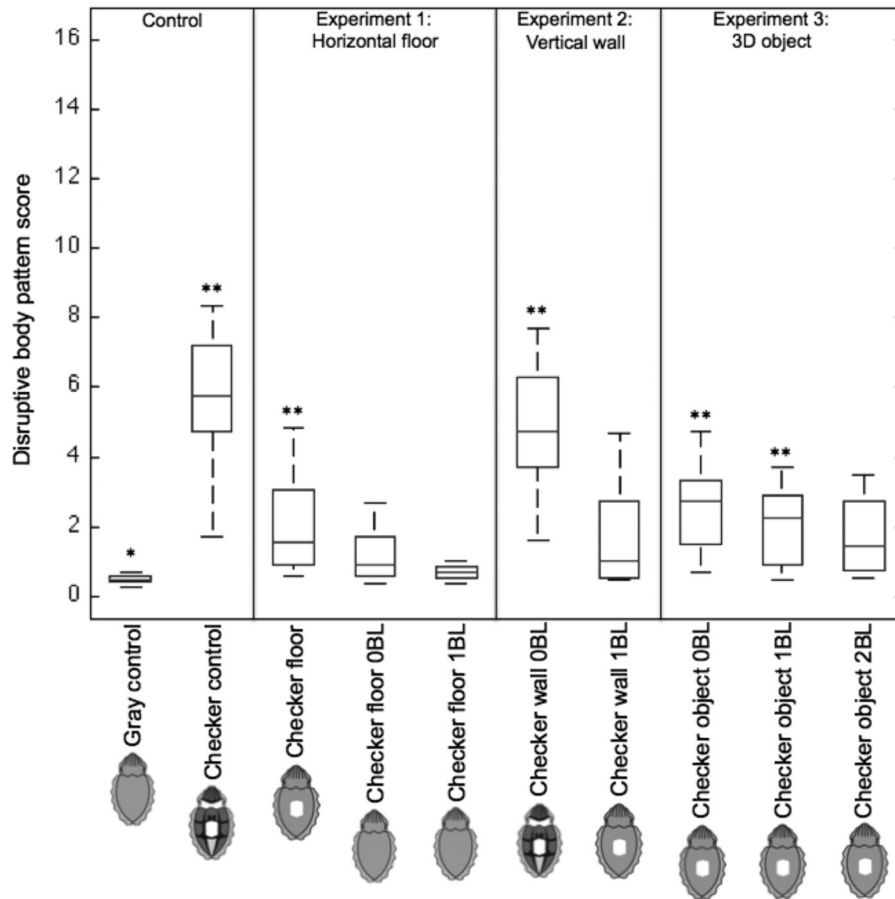 Control
Experiment 1:
Horizontal floor
Experiment 2:
Vertical wall
Experiment 3:
3D object
Disruptive body pattem score
16
14
12
10
8
6
4
2
0
*
**
**
**
**
**
Gray control
Checker control
Checker floor
Checker floor 0BL
Checker floor 1BL
Checker wall 0BL
Checker wall 1BL
Checker object 0BL
Checker object 1BL
Checker object 2BL